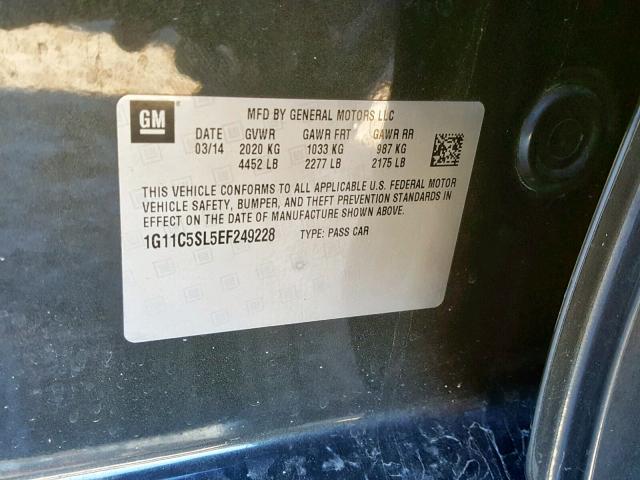 GM
MFD BY GENERAL MOTORS LLC
DATE GVWR GAWR FRT GAWR RR
03/14 2020 KG 1033 KG 987 KG
4452 LB 2277 LB 2175 LB
THIS VEHICLE CONFORMS TO ALL APPLICABLE U.S. FEDERAL MOTOR
VEHICLE SAFETY, BUMPER, AND THEFT PREVENTION STANDARDS IN
EFFECT ON THE DATE OF MANUFACTURE SHOWN ABOVE.
1G11C5SL5EF249228 TYPE: PASS CAR